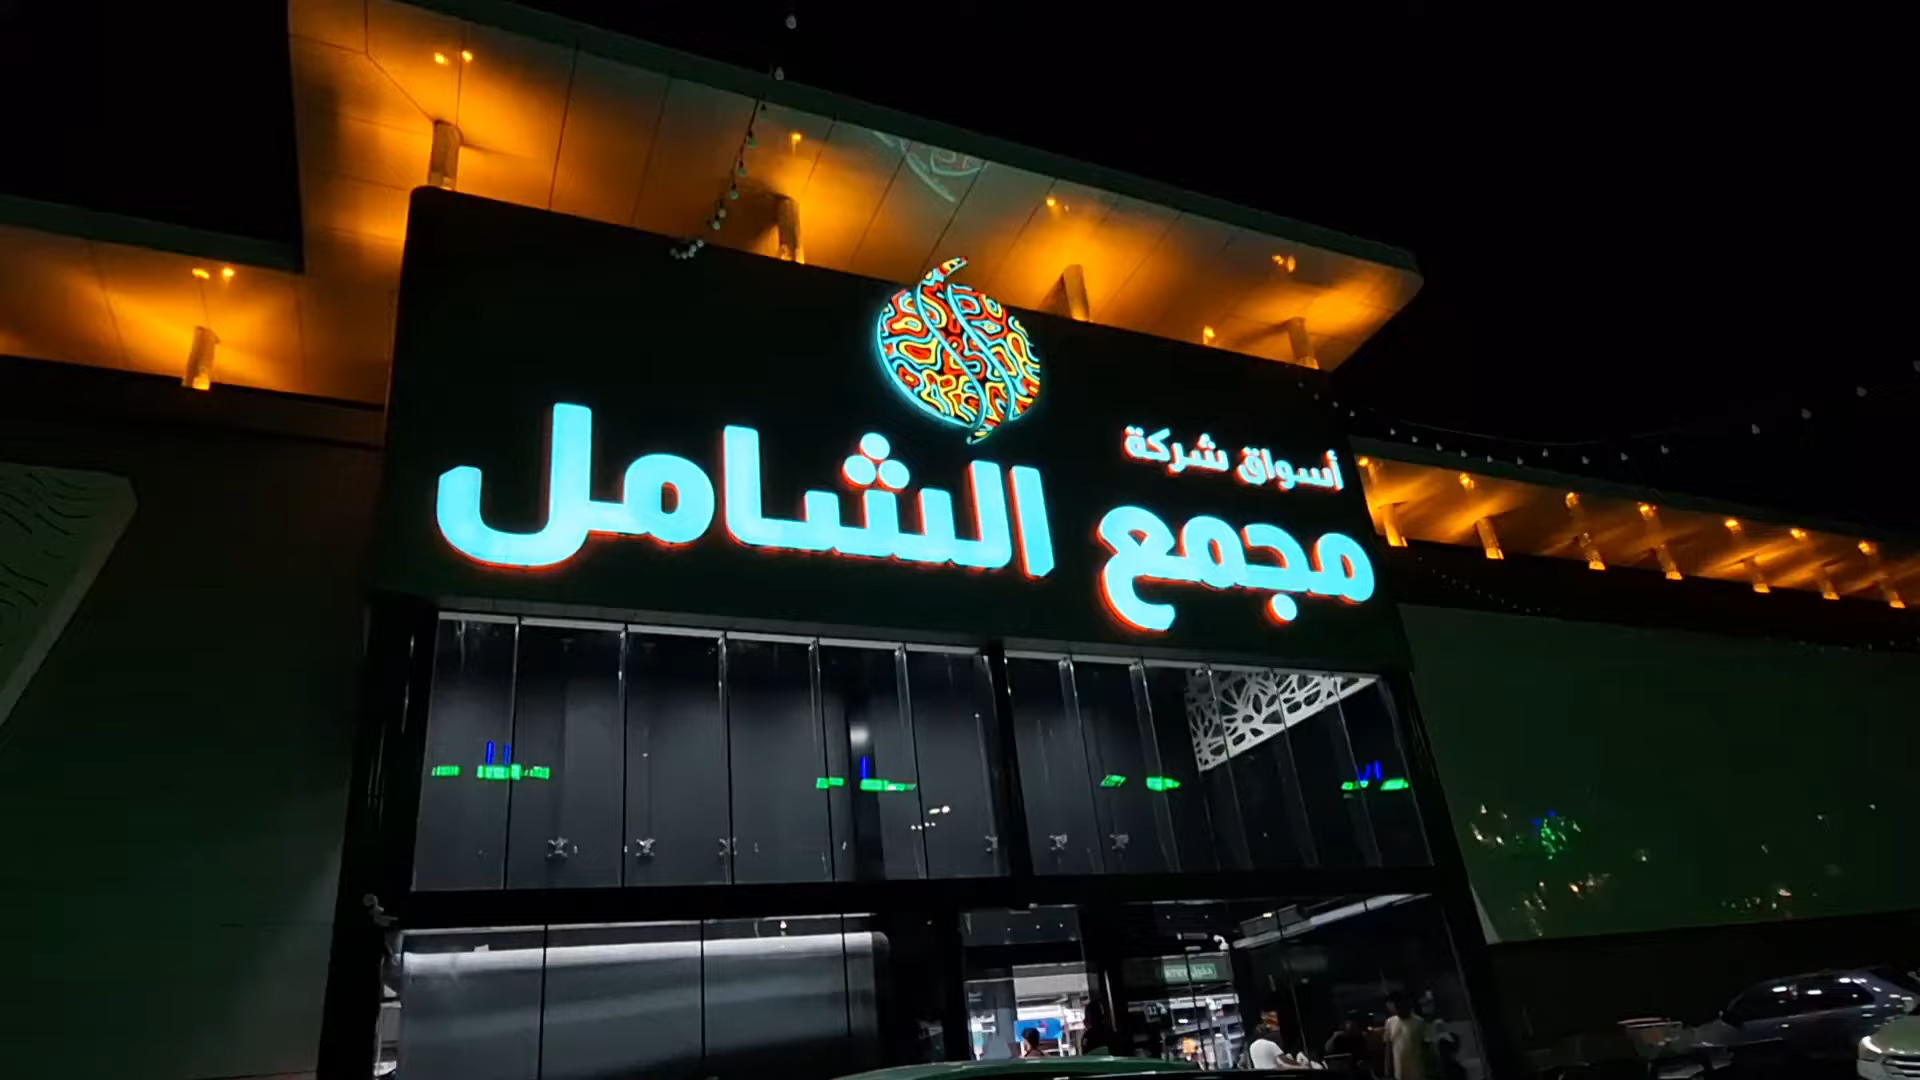 أسواق شركة
مجمع الشامل